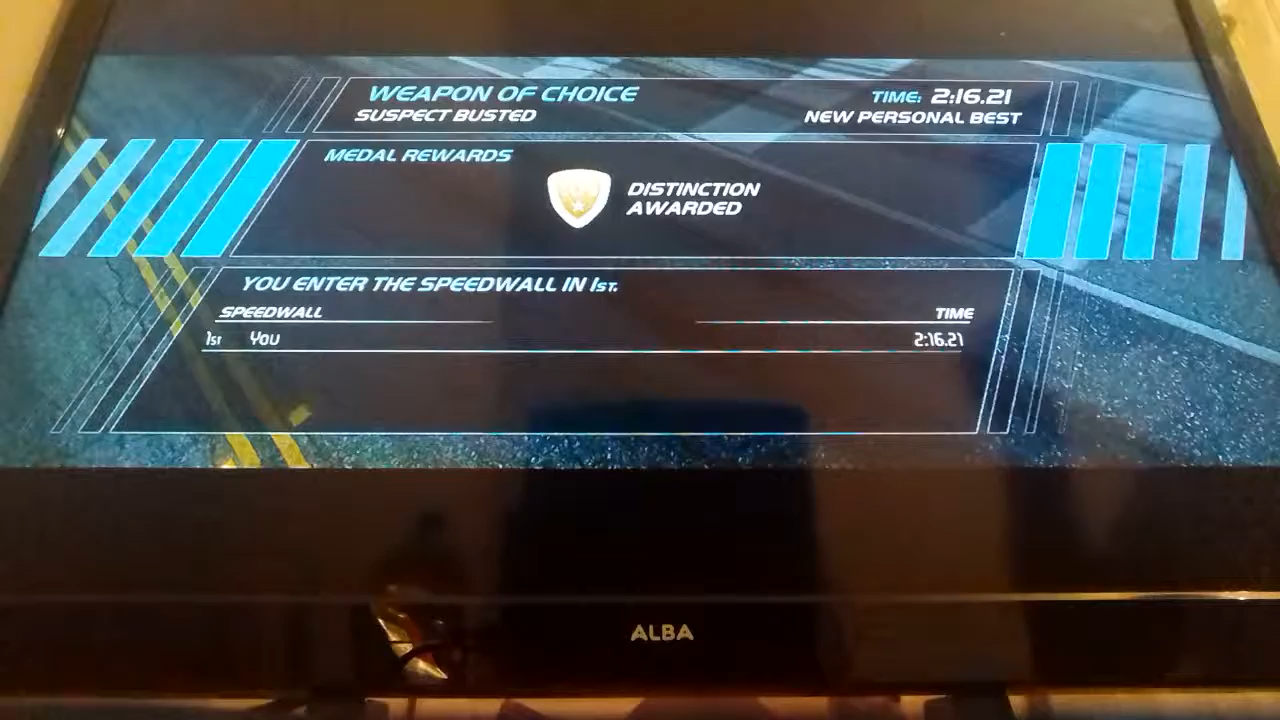 WEAPON OF CHOICE
SUSPECT BUSTED
TIME: 2:16.21
NEW PERSONAL BEST
MEDAL REWARDS
DISTINCTION
AWARDED
YOU ENTER THE SPEEDWALL IN 1ST.
SPEEDWALL TIME
1st You 2:16.21
ALBA